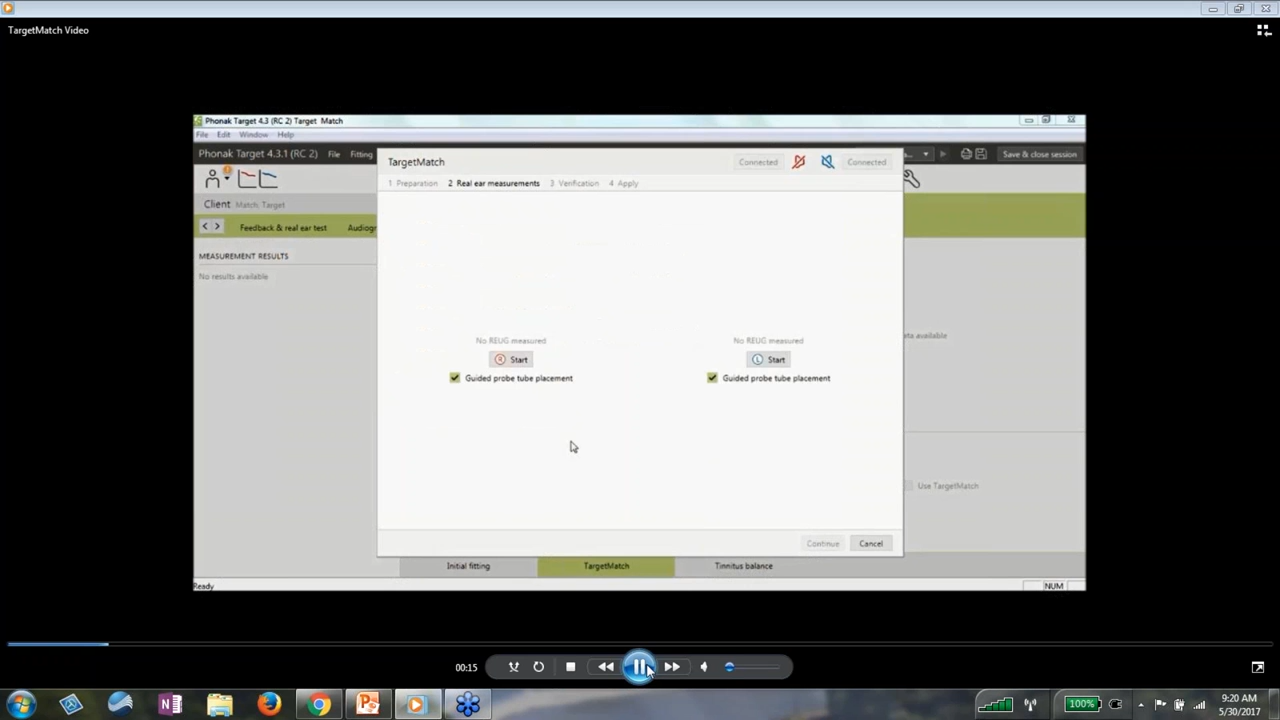 TargetMatch Video
Phonak Target 4.3 (RC 2) Target Match
File Edit Window Help
Phonak Target 4.3.1 (RC 2) File Fitting
Save & close session
TargetMatch
Connected
Connected
1 Preparation 2 Real ear measurements 3 Verification 4 Apply
Client Match, Target
Feedback & real ear test
MEASUREMENT RESULTS
No results available
No REUG measured
No REUG measured
R Start
L Start
Guided probe tube placement
Guided probe tube placement
available
Use TargetMatch
Continue Cancel
Initial fitting TargetMatch Tinnitus balance
Ready
NUM
00:15
100%
9:20 AM
5/30/2017